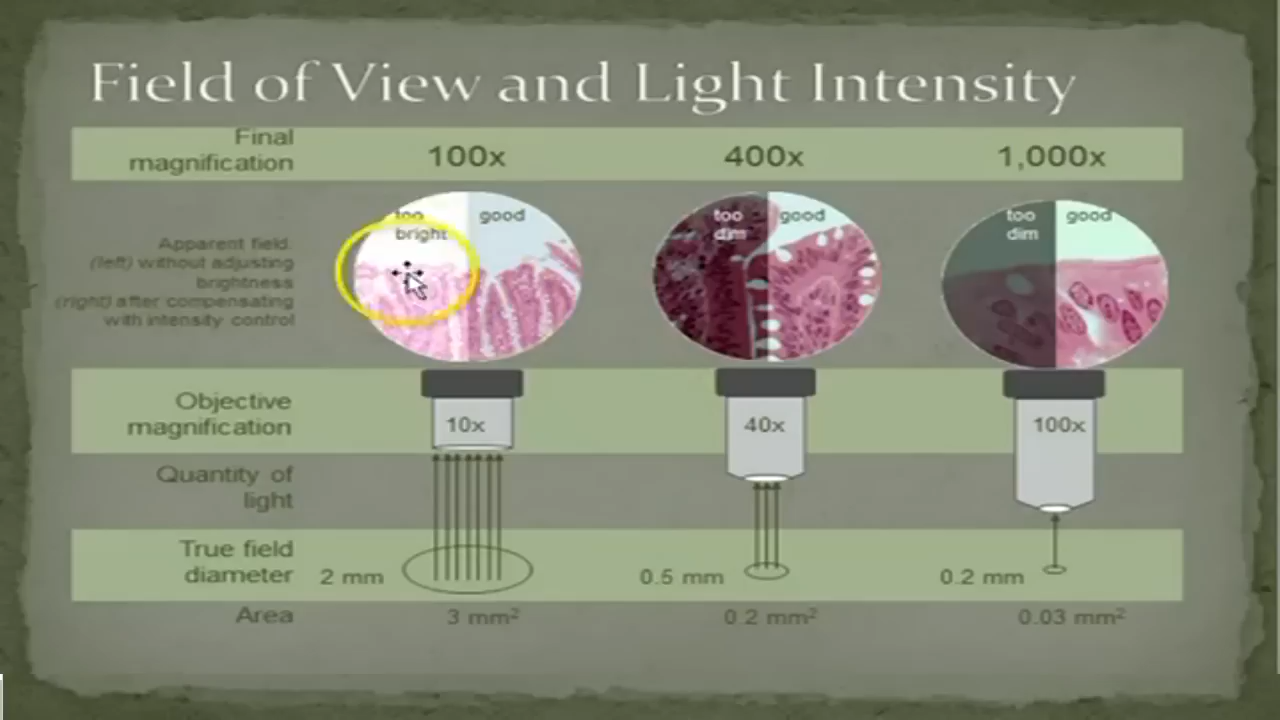 Field of View and Light Intensity
Final
magnification
100x
400x
1,000x
too
bright
good
too
dim
good
too
dim
good
Apparent field.
(left) without adjusting
brightness
(right) after compensating
with intensity control
Objective
magnification
10x
40x
100x
Quantity of
light
True field
diameter
2 mm
0.5 mm
0.2 mm
Area
3 mm²
0.2 mm²
0.03 mm²